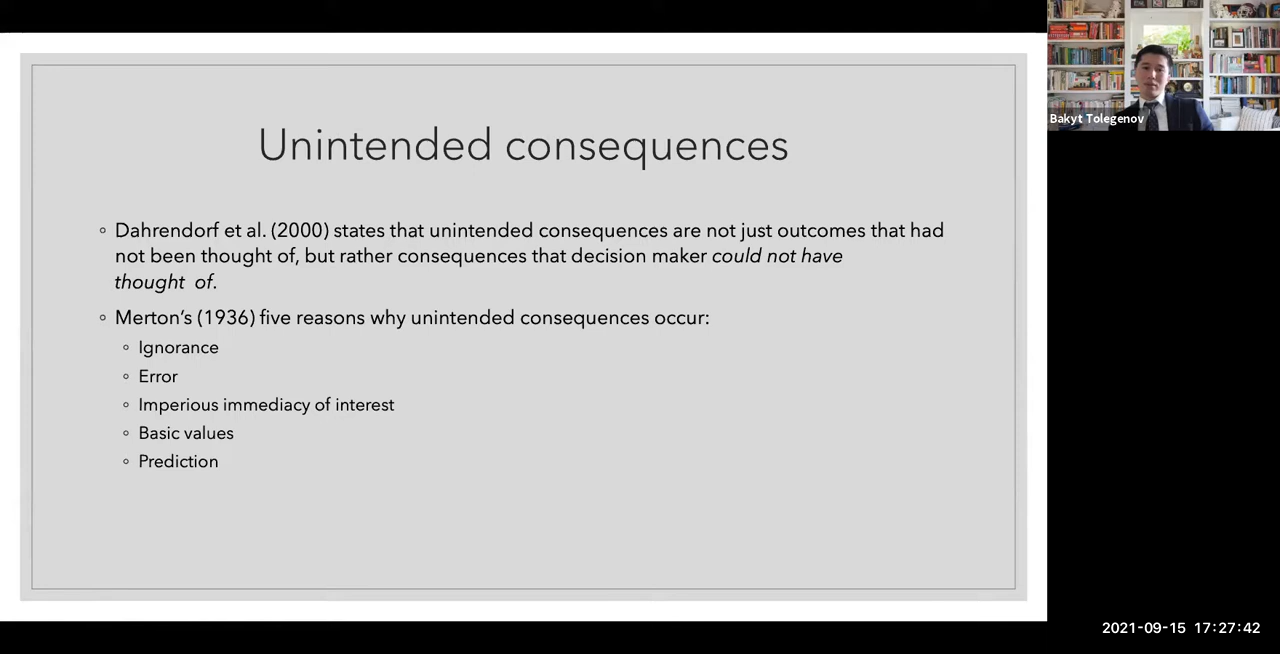 Unintended consequences
◦ Dahrendorf et al. (2000) states that unintended consequences are not just outcomes that had
not been thought of, but rather consequences that decision maker could not have
thought  of.
◦ Merton’s (1936) five reasons why unintended consequences occur:
◦ Ignorance
◦ Error
◦ Imperious immediacy of interest
◦ Basic values
◦ Prediction
Bakyt Tolegenov
2021-09-15 17:27:42